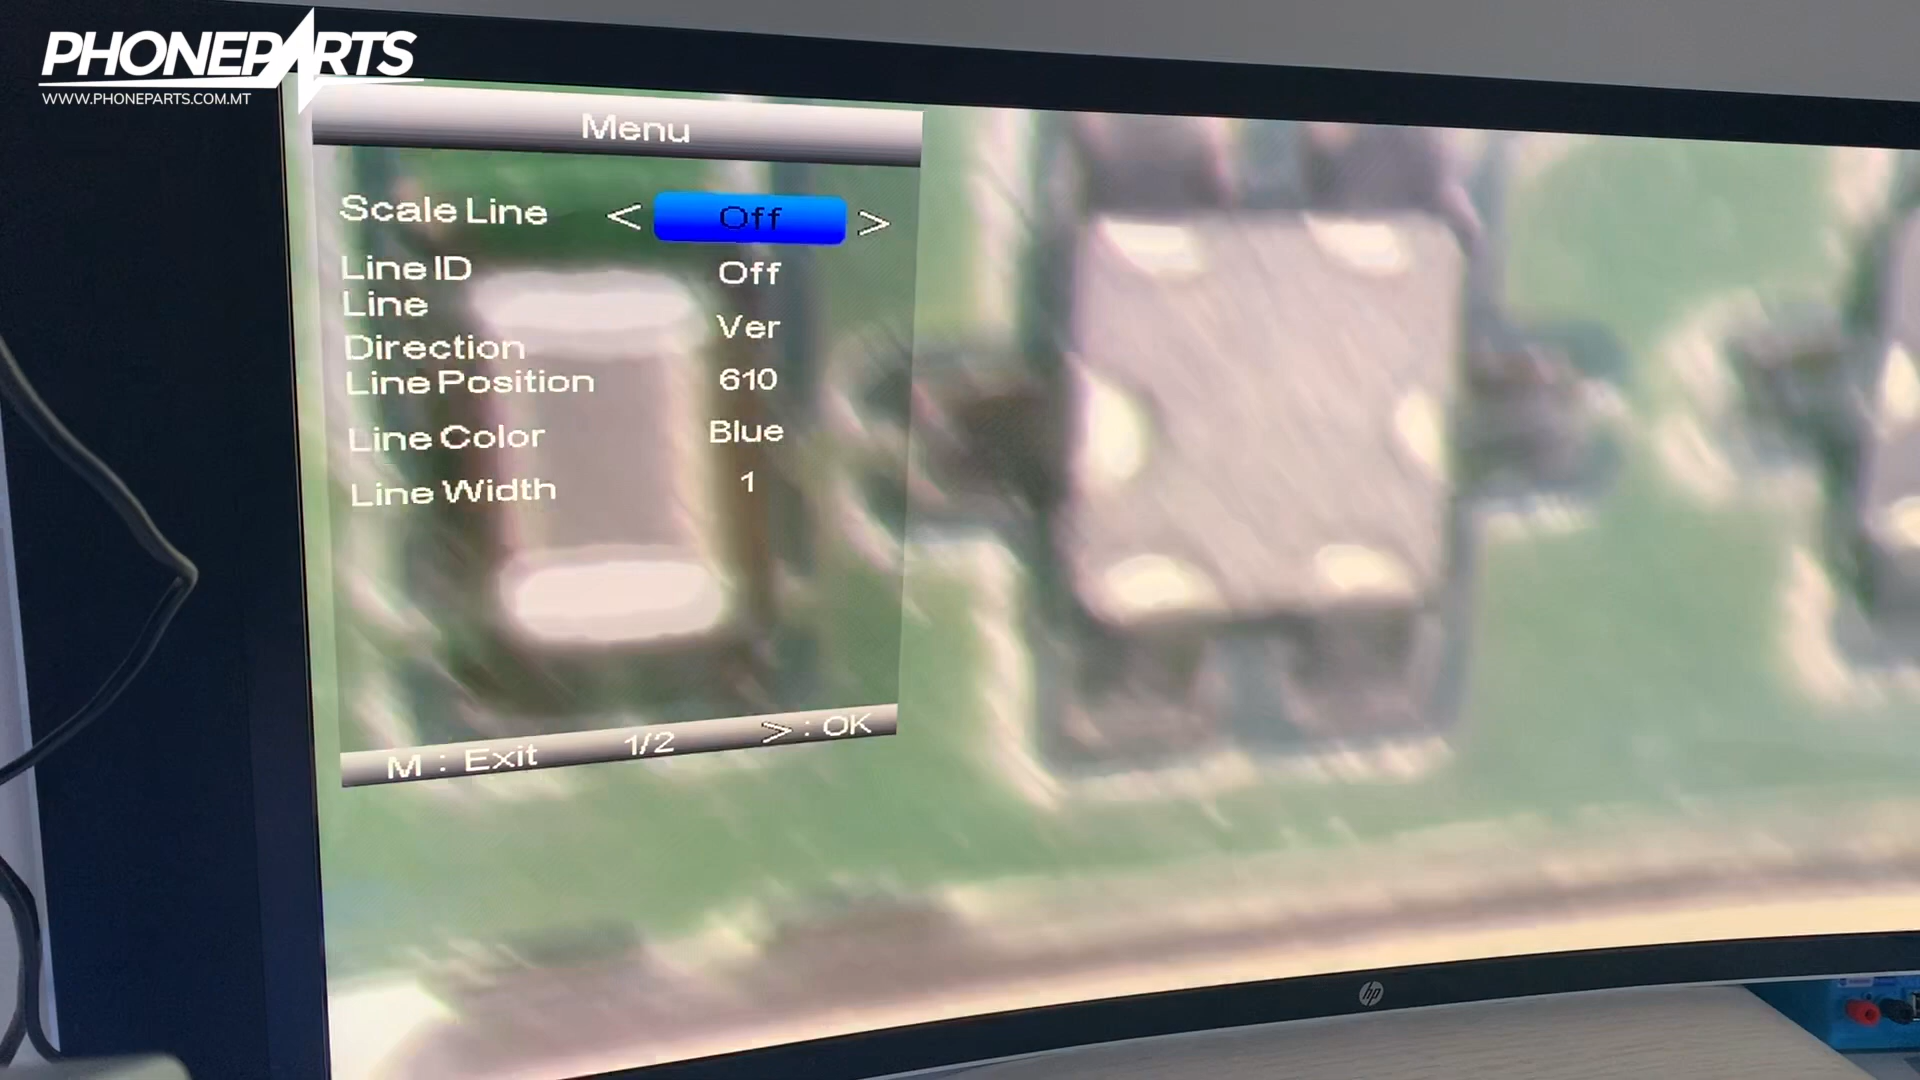 PHONEPARTS
WWW.PHONEPARTS.COM.MT
Menu
Scale Line < Off >
Line ID Off
Line
Direction Ver
Line Position 610
Line Color Blue
Line Width 1
M : Exit 1/2 > : OK
hp